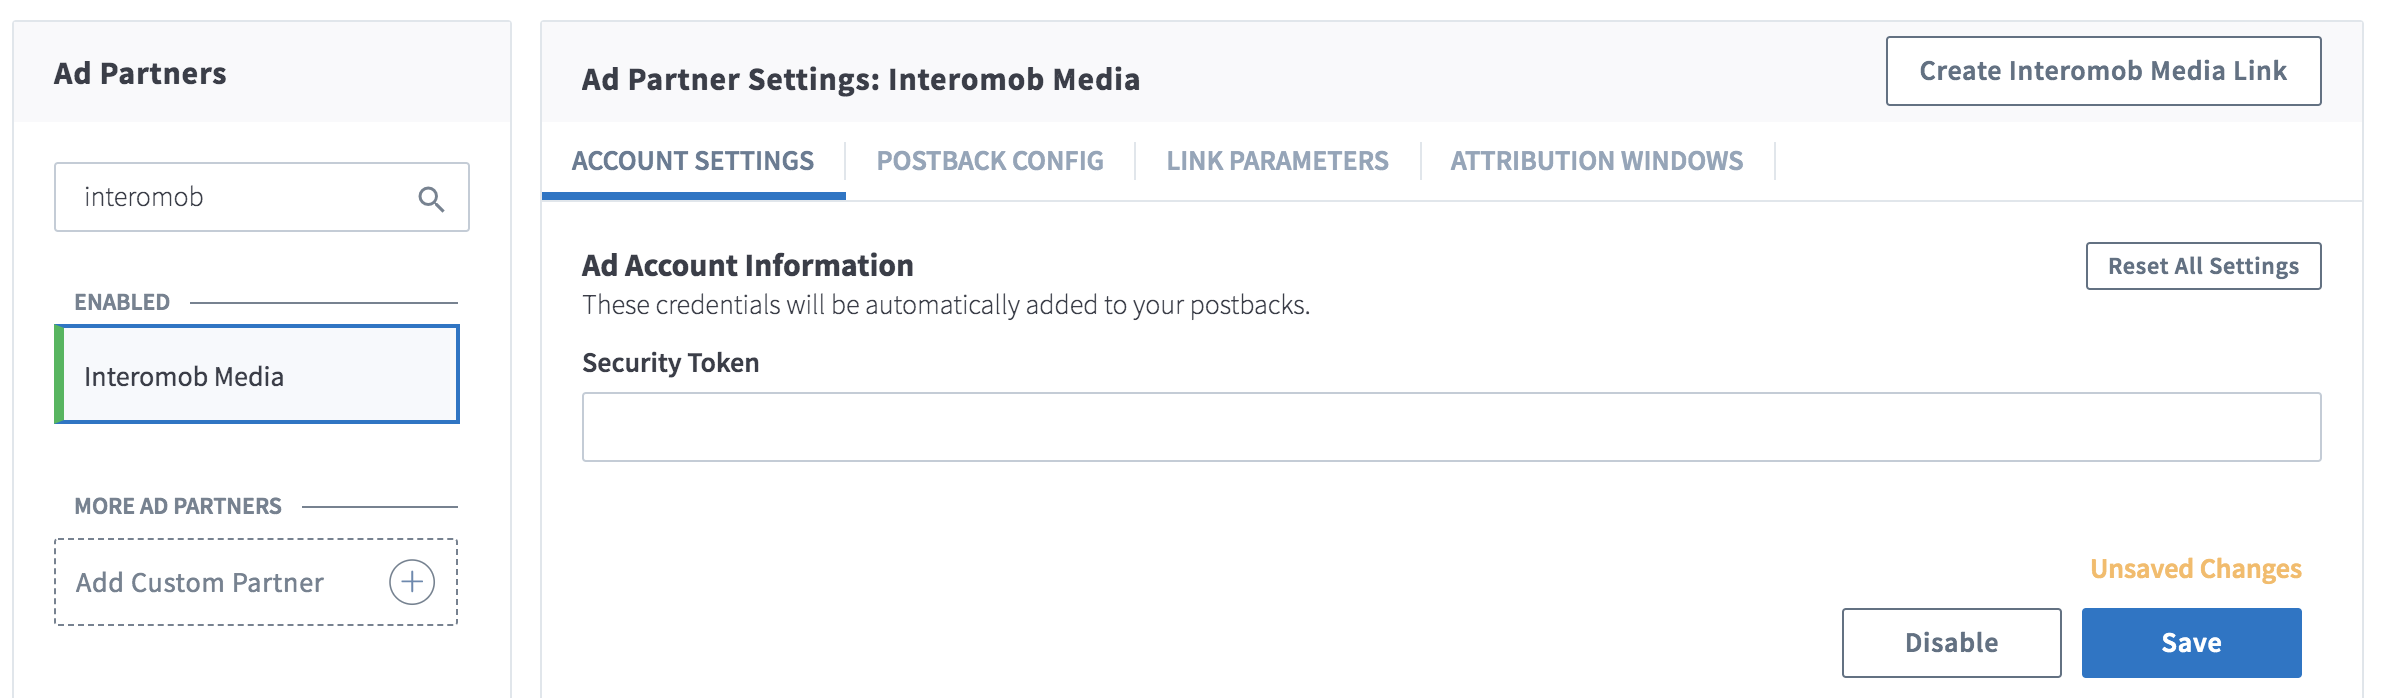 Ad Partners
interomob
ENABLED
Interomob Media
MORE AD PARTNERS
Add Custom Partner
Ad Partner Settings: Interomob Media
Create Interomob Media Link
ACCOUNT SETTINGS
POSTBACK CONFIG
LINK PARAMETERS
ATTRIBUTION WINDOWS
Ad Account Information
Reset All Settings
These credentials will be automatically added to your postbacks.
Security Token
Unsaved Changes
Disable
Save